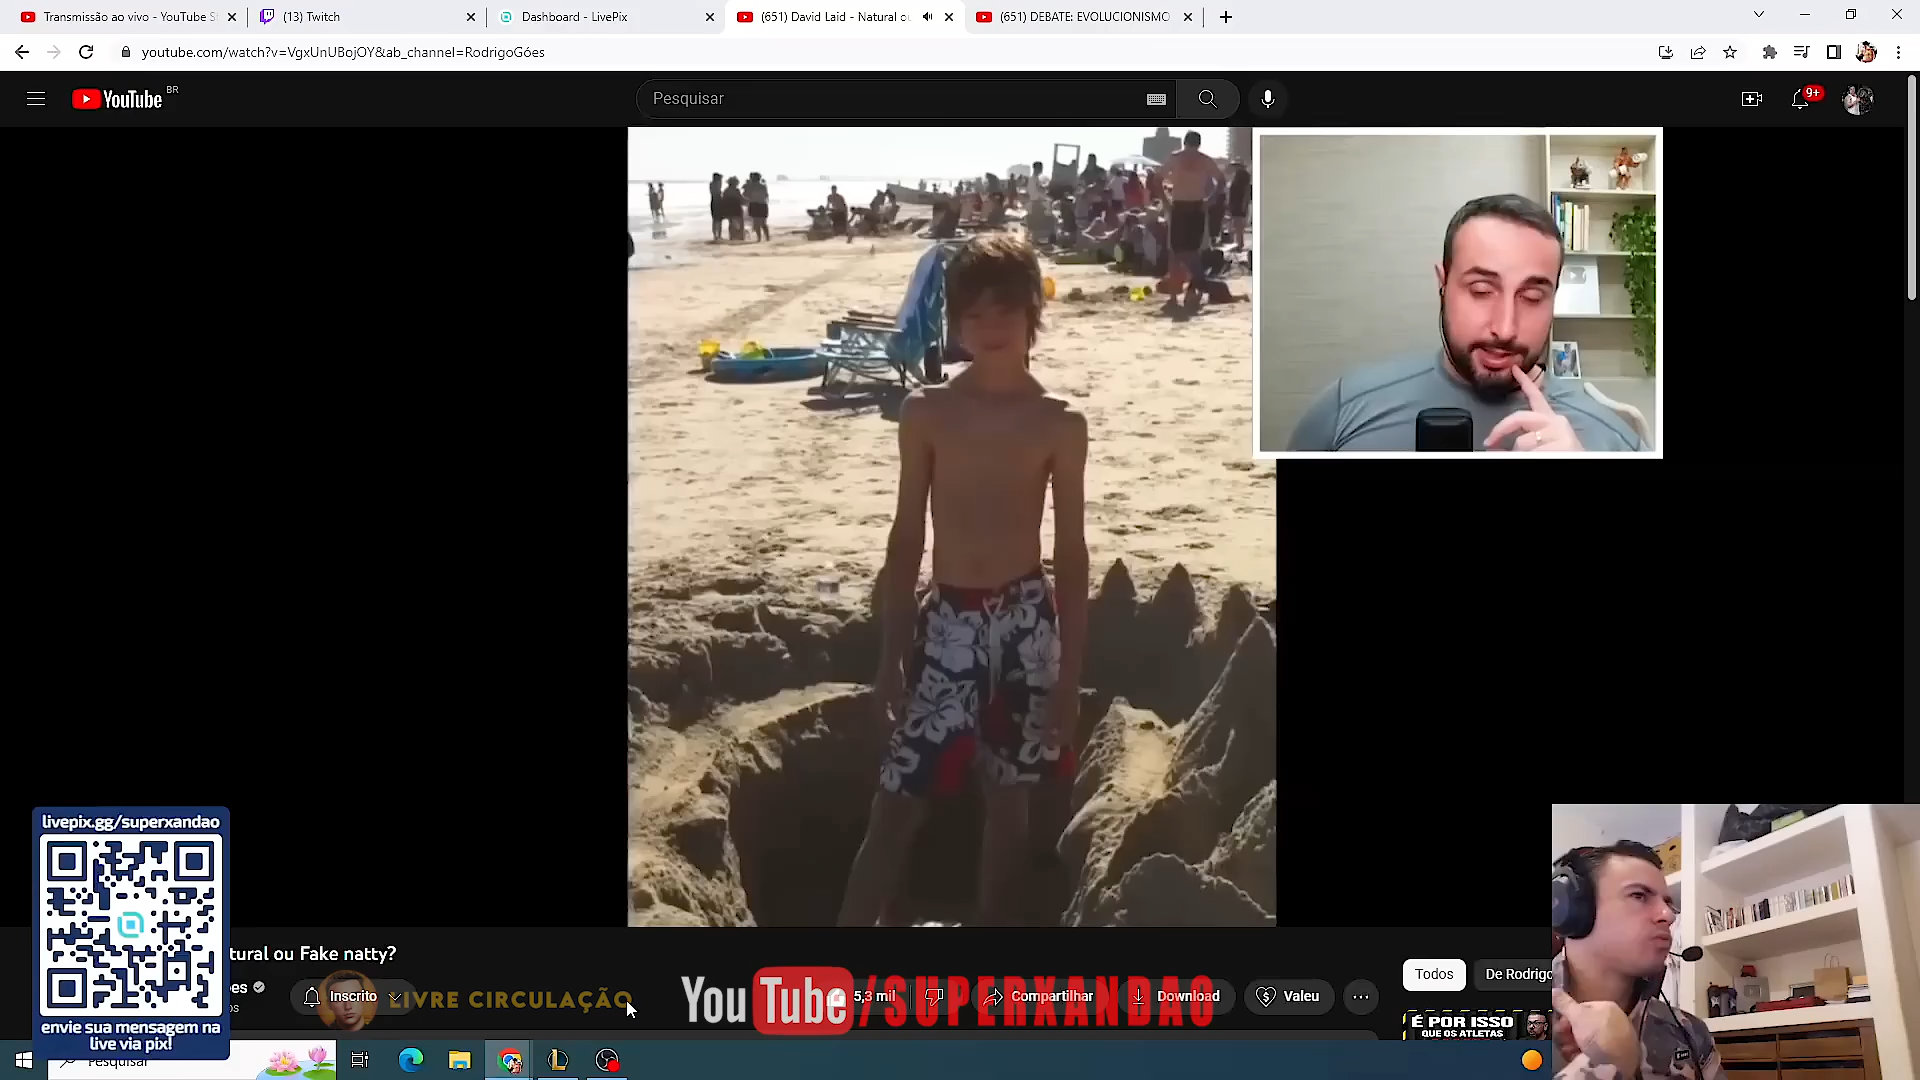 Transmissão ao vivo - YouTube S
(13) Twitch
Dashboard - LivePix
(651) David Laid - Natural ou
(651) DEBATE: EVOLUCIONISMO
youtube.com/watch?v=VgxUnUBojOY&ab_channel=RodrigoGóes
YouTube BR
Pesquisar
9+
livepix.gg/superxandao
envie sua mensagem na
live via pix!
tural ou Fake natty?
es
Inscrito
os
LIVRE CIRCULAÇÃO
YouTube/SUPERXANDAO
5,3 mil
Compartilhar
Download
Valeu
Todos
De Rodrigo
É POR ISSO
QUE OS ATLETAS
Pesquisar